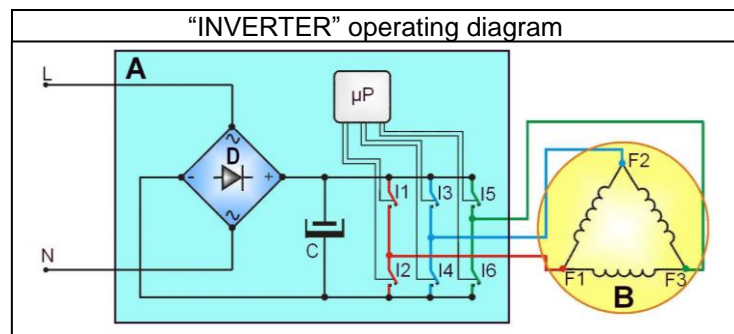 “INVERTER” operating diagram
A
L
µP
D
- +
I1 I3 I5
F2
C
N
I2 I4 I6
F1 F3
B